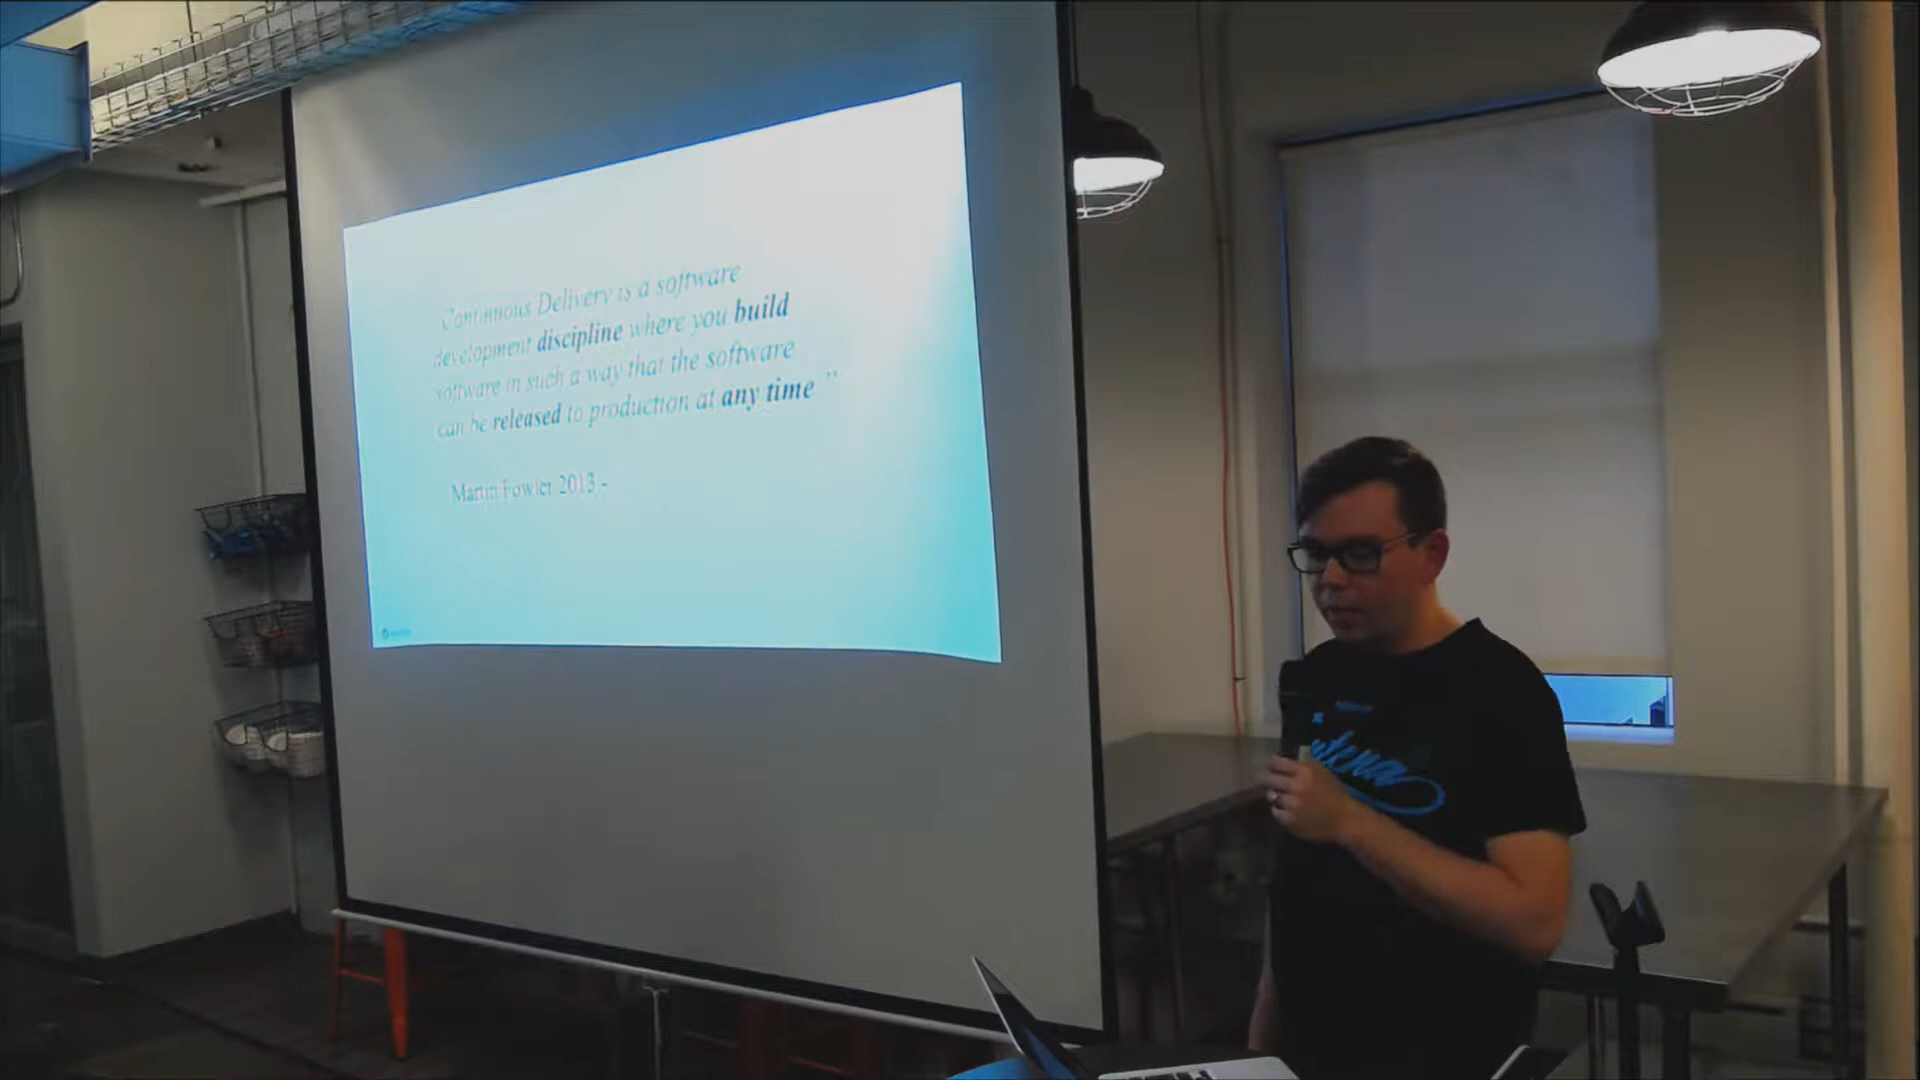 Continuous Delivery is a software
development discipline where you build
software in such a way that the software
can be released to production at any time ”
Martin Fowler 2013 -